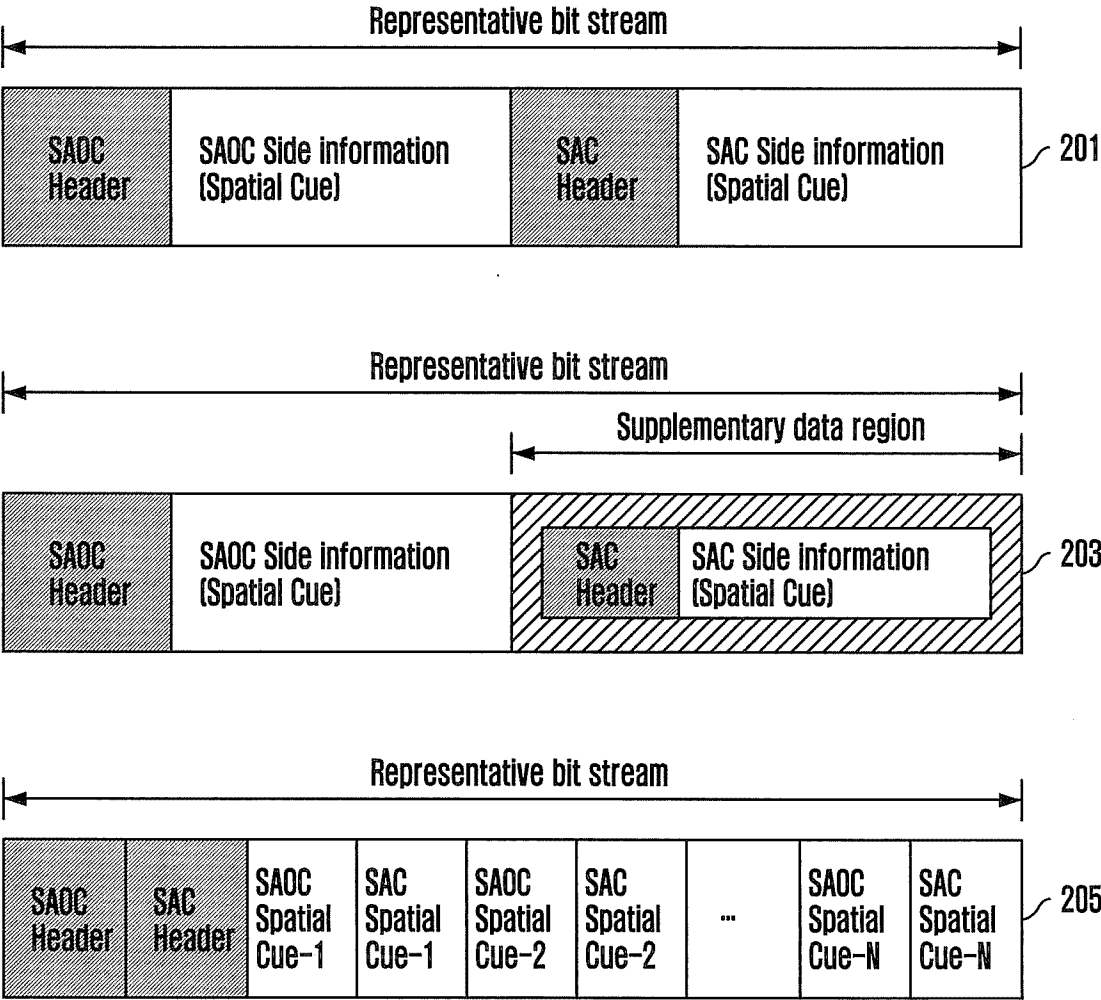 Representative bit stream
SAOC
Header
SAOC Side information
(Spatial Cue)
SAC
Header
SAC Side information
(Spatial Cue)
201
Representative bit stream
Supplementary data region
SAOC
Header
SAOC Side information
(Spatial Cue)
SAC
Header
SAC Side information
(Spatial Cue)
203
Representative bit stream
SAOC
Header
SAC
Header
SAOC
Spatial
Cue-1
SAC
Spatial
Cue-1
SAOC
Spatial
Cue-2
SAC
Spatial
Cue-2
...
SAOC
Spatial
Cue-N
SAC
Spatial
Cue-N
205